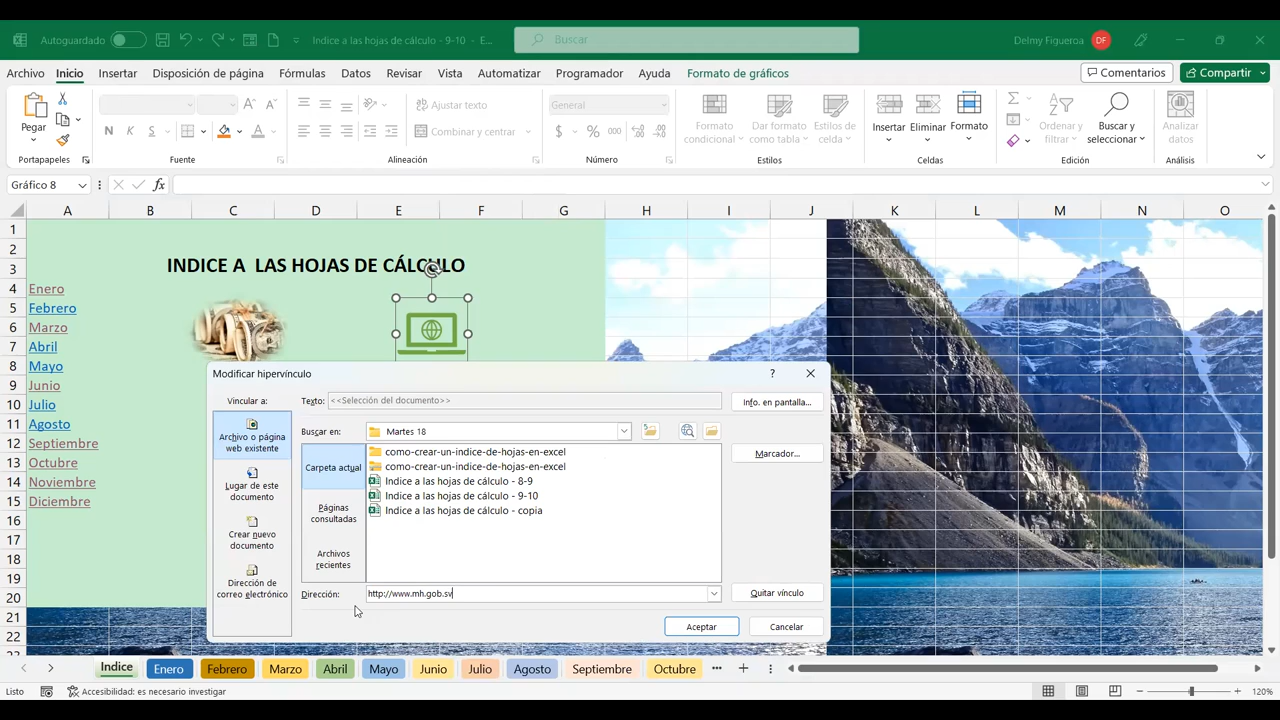 Autoguardado
Indice a las hojas de cálculo - 9-10 - E...
Buscar
Delmy Figueroa
DF
Archivo Inicio Insertar Disposición de página Fórmulas Datos Revisar Vista Automatizar Programador Ayuda Formato de gráficos
Comentarios
Compartir
Pegar
Portapapeles
N K S
Fuente
Ajustar texto
Combinar y centrar
Alineación
General
$ % 000
Número
Formato condicional
Dar formato como tabla
Estilos de celda
Estilos
Insertar Eliminar Formato
Celdas
Ordenar y filtrar
Buscar y seleccionar
Edición
Analizar datos
Análisis
Gráfico 8
fx
A B C D E F G H I J K L M N O
1
2
3 INDICE A LAS HOJAS DE CÁLCULO
4 Enero
5 Febrero
6 Marzo
7 Abril
8 Mayo
9 Junio
10 Julio
11 Agosto
12 Septiembre
13 Octubre
14 Noviembre
15 Diciembre
16
17
18
19
20
21
22
Modificar hipervínculo
?
Vincular a:
Texto: <<Selección del documento>>
Info. en pantalla...
Archivo o página web existente
Buscar en: Martes 18
Carpeta actual
como-crear-un-indice-de-hojas-en-excel
como-crear-un-indice-de-hojas-en-excel
Indice a las hojas de cálculo - 8-9
Indice a las hojas de cálculo - 9-10
Indice a las hojas de cálculo - copia
Marcador...
Lugar de este documento
Páginas consultadas
Crear nuevo documento
Archivos recientes
Dirección de correo electrónico
Dirección: http://www.mh.gob.sv
Quitar vínculo
Aceptar
Cancelar
Indice Enero Febrero Marzo Abril Mayo Junio Julio Agosto Septiembre Octubre
Listo
Accesibilidad: es necesario investigar
120%